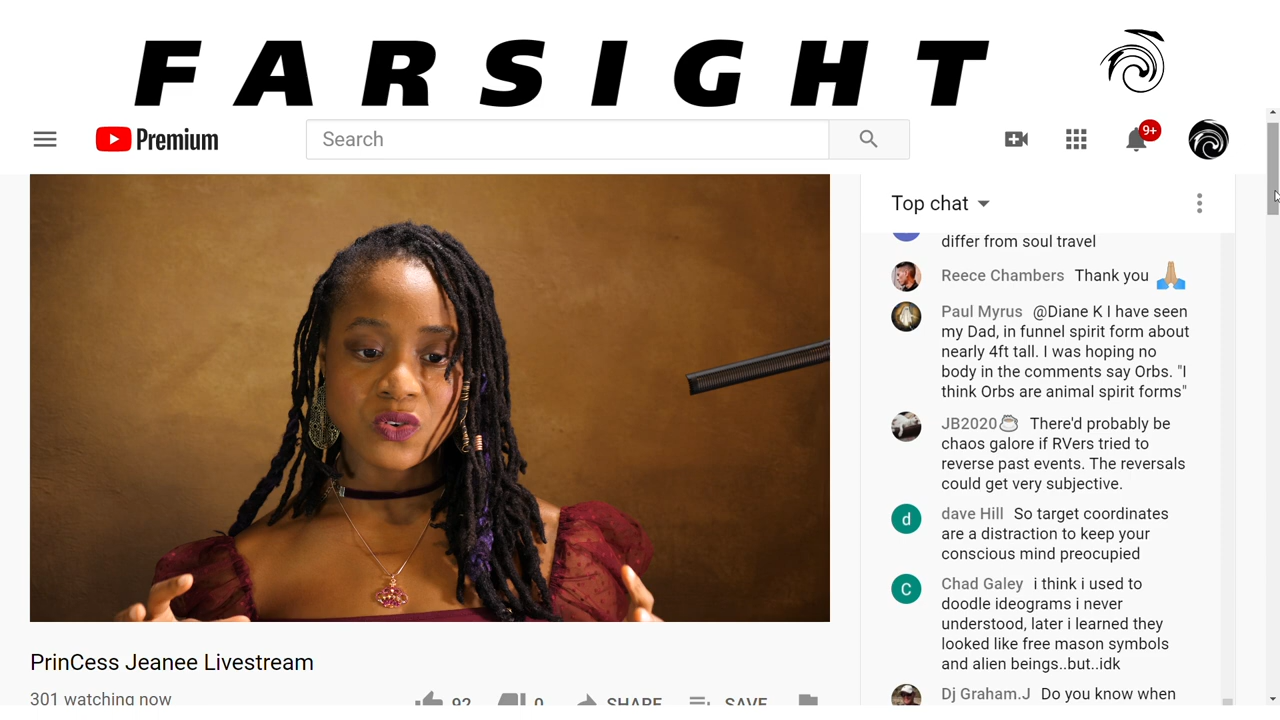 FARSIGHT
Premium
Search
9+
Top chat
differ from soul travel
Reece Chambers Thank you
Paul Myrus @Diane K I have seen
my Dad, in funnel spirit form about
nearly 4ft tall. I was hoping no
body in the comments say Orbs. "I
think Orbs are animal spirit forms"
JB2020 There'd probably be
chaos galore if RVers tried to
reverse past events. The reversals
could get very subjective.
d
dave Hill So target coordinates
are a distraction to keep your
conscious mind preocupied
C
Chad Galey i think i used to
doodle ideograms i never
understood, later i learned they
looked like free mason symbols
and alien beings..but..idk
Dj Graham.J Do you know when
PrinCess Jeanee Livestream
301 watching now
92
0
SHARE
SAVE